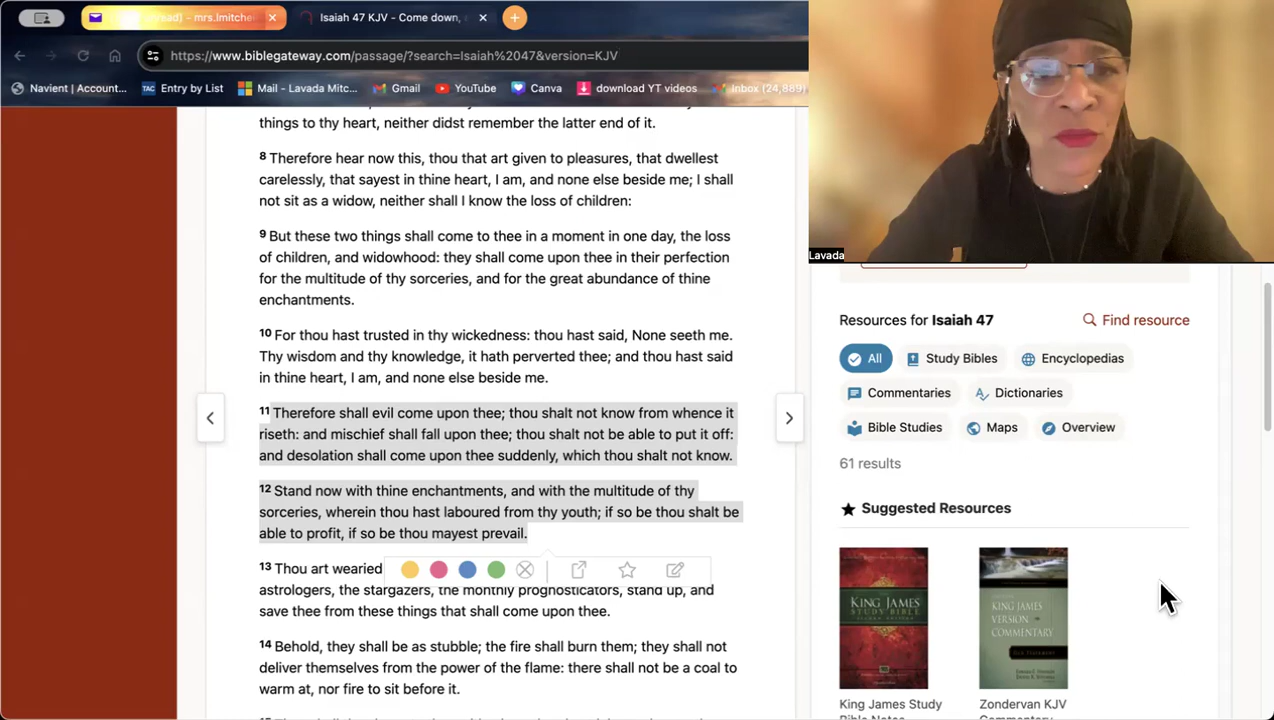 - mrs.lmitche
Isaiah 47 KJV - Come down,
https://www.biblegateway.com/passage/?search=Isaiah%2047&version=KJV
Navient | Account... TAC Entry by List Mail - Lavada Mitc... Gmail YouTube Canva download YT videos Inbox (24,889)
things to thy heart, neither didst remember the latter end of it.
8 Therefore hear now this, thou that art given to pleasures, that dwellest
carelessly, that sayest in thine heart, I am, and none else beside me; I shall
not sit as a widow, neither shall I know the loss of children:
9 But these two things shall come to thee in a moment in one day, the loss
of children, and widowhood: they shall come upon thee in their perfection
for the multitude of thy sorceries, and for the great abundance of thine
enchantments.
10 For thou hast trusted in thy wickedness: thou hast said, None seeth me.
Thy wisdom and thy knowledge, it hath perverted thee; and thou hast said
in thine heart, I am, and none else beside me.
11 Therefore shall evil come upon thee; thou shalt not know from whence it
riseth: and mischief shall fall upon thee; thou shalt not be able to put it off:
and desolation shall come upon thee suddenly, which thou shalt not know.
12 Stand now with thine enchantments, and with the multitude of thy
sorceries, wherein thou hast laboured from thy youth; if so be thou shalt be
able to profit, if so be thou mayest prevail.
13 Thou art wearied
astrologers, the stargazers, the monthly prognosticators, stand up, and
save thee from these things that shall come upon thee.
14 Behold, they shall be as stubble; the fire shall burn them; they shall not
deliver themselves from the power of the flame: there shall not be a coal to
warm at, nor fire to sit before it.
Lavada
Resources for Isaiah 47
Find resource
All Study Bibles Encyclopedias
Commentaries Dictionaries
Bible Studies Maps Overview
61 results
Suggested Resources
KING JAMES
STUDY BIBLE
KING JAMES
VERSION
COMMENTARY
King James Study
Bible Notes
Zondervan KJV
Commentary